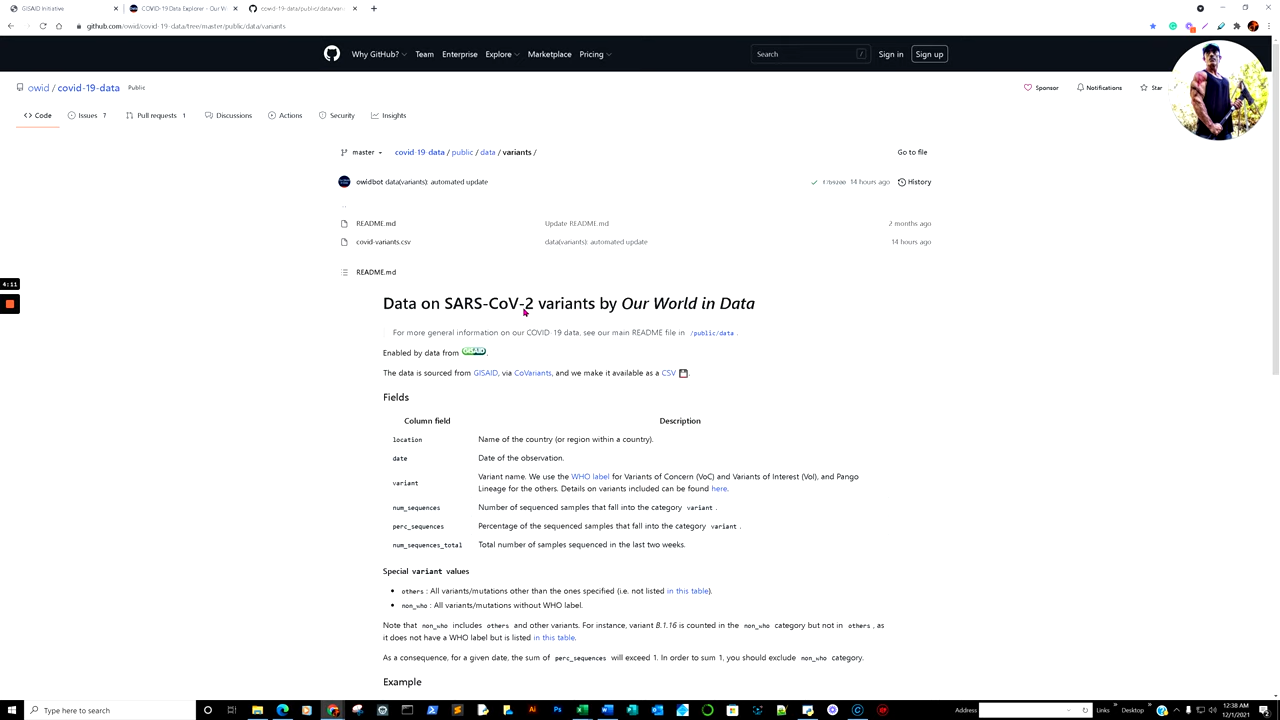 GISAID Initiative
COVID-19 Data Explorer - Our W
covid-19-data/public/data/vari
github.com/owid/covid-19-data/tree/master/public/data/variants
Why GitHub? Team Enterprise Explore Marketplace Pricing
Search /
Sign in Sign up
owid / covid-19-data Public
Sponsor Notifications Star
Code Issues 7 Pull requests 1 Discussions Actions Security Insights
master covid-19-data / public / data / variants / Go to file
owidbot data(variants): automated update 14 hours ago History
..
README.md Update README.md 2 months ago
covid-variants.csv data(variants): automated update 14 hours ago
4:11
README.md
Data on SARS-CoV-2 variants by Our World in Data
For more general information on our COVID-19 data, see our main README file in /public/data .
Enabled by data from GISAID.
The data is sourced from GISAID, via CoVariants, and we make it available as a CSV.
Fields
Column field Description
location Name of the country (or region within a country).
date Date of the observation.
variant Variant name. We use the WHO label for Variants of Concern (VoC) and Variants of Interest (VoI), and Pango
Lineage for the others. Details on variants included can be found here.
num_sequences Number of sequenced samples that fall into the category variant .
perc_sequences Percentage of the sequenced samples that fall into the category variant .
num_sequences_total Total number of samples sequenced in the last two weeks.
Special variant values
• others : All variants/mutations other than the ones specified (i.e. not listed in this table).
• non_who : All variants/mutations without WHO label.
Note that non_who includes others and other variants. For instance, variant B.1.16 is counted in the non_who category but not in others , as
it does not have a WHO label but is listed in this table.
As a consequence, for a given date, the sum of perc_sequences will exceed 1. In order to sum 1, you should exclude non_who category.
Example
Type here to search
Address Links Desktop
12:38 AM
12/1/2021